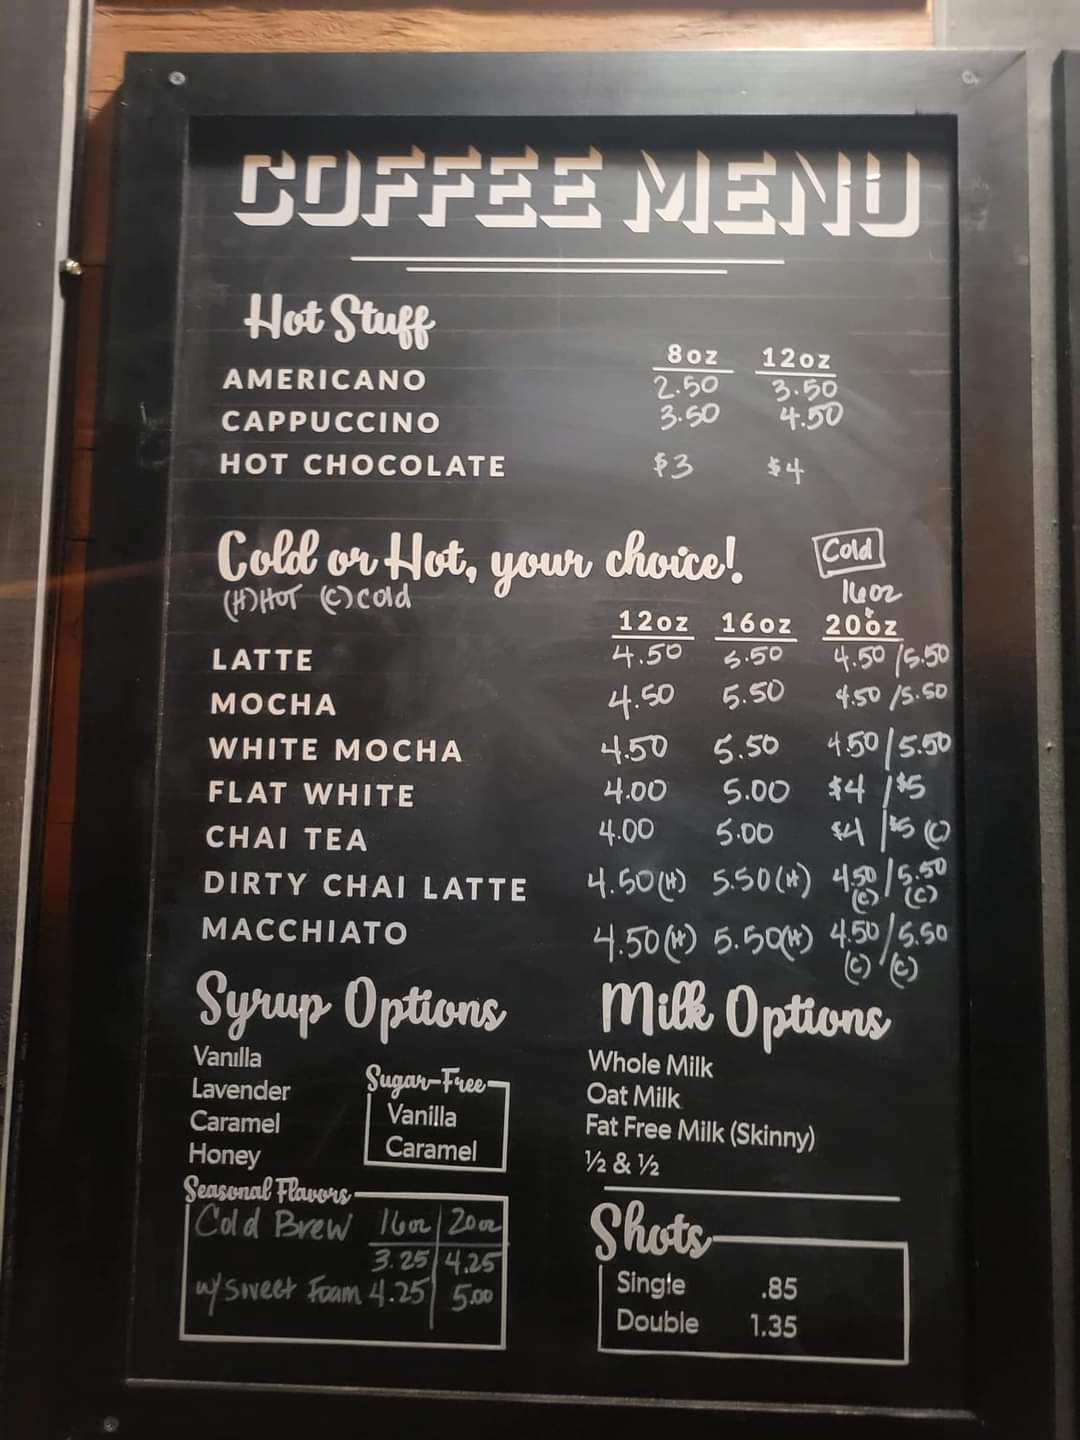 COFFEE MENU
Hot Stuff
8oz 12oz
AMERICANO 2.50 3.50
CAPPUCCINO 3.50 4.50
HOT CHOCOLATE $3 $4
Cold or Hot, your choice! Cold
(H) HOT (C) Cold 16oz
&
12oz 16oz 20oz
LATTE 4.50 5.50 4.50 / 5.50
MOCHA 4.50 5.50 4.50 / 5.50
WHITE MOCHA 4.50 5.50 4.50 / 5.50
FLAT WHITE 4.00 5.00 $4 / $5
CHAI TEA 4.00 5.00 $4 / $5 (C)
DIRTY CHAI LATTE 4.50 (H) 5.50 (H) 4.50 / 5.50
(C) (C)
MACCHIATO 4.50 (H) 5.50 (H) 4.50 / 5.50
(C) (C)
Syrup Options
Vanilla
Lavender
Caramel
Honey
Sugar-Free
Vanilla
Caramel
Milk Options
Whole Milk
Oat Milk
Fat Free Milk (Skinny)
½ & ½
Seasonal Flavors
Cold Brew 16oz 20oz
3.25 4.25
w/ Sweet Foam 4.25 5.00
Shots
Single .85
Double 1.35